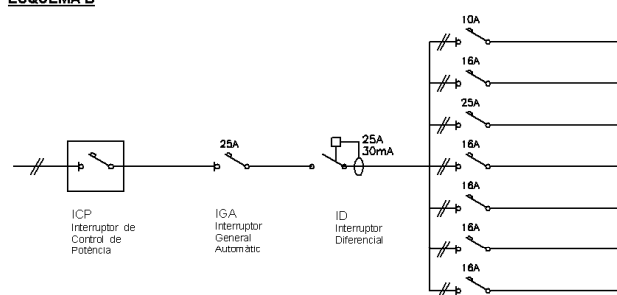 ESQUEMA B
10A
16A
25A
16A
16A
16A
16A
25A
25A
30mA
ICP
Interruptor de
Control de
Potència
IGA
Interruptor
General
Automàtic
ID
Interruptor
Diferencial